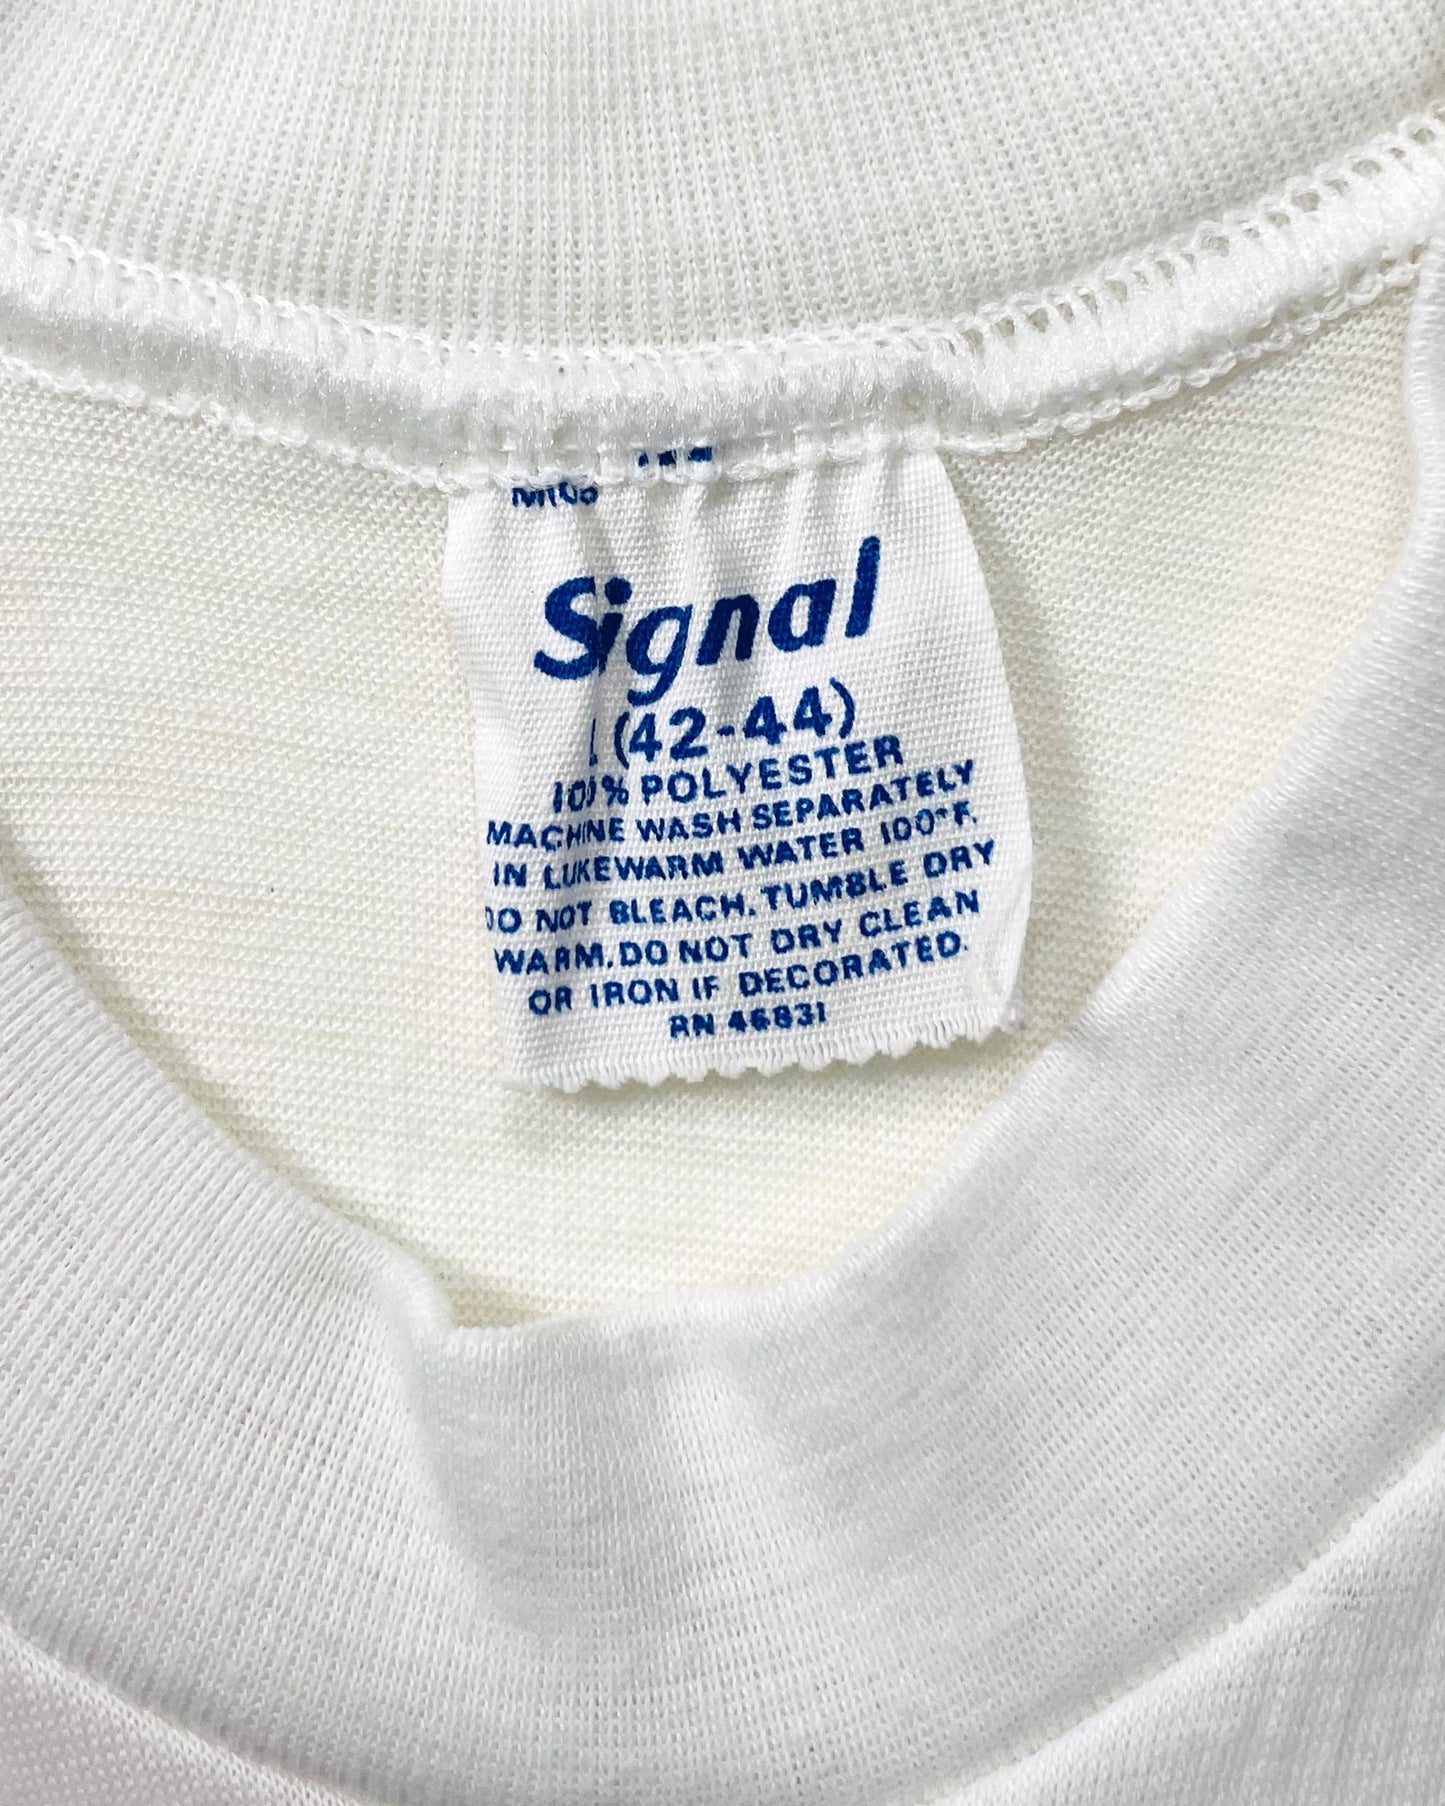 Signal
(42-44)
100% POLYESTER
MACHINE WASH SEPARATELY
IN LUKEWARM WATER 100°F.
DO NOT BLEACH. TUMBLE DRY
WARM. DO NOT DRY CLEAN
OR IRON IF DECORATED.
RN 46831